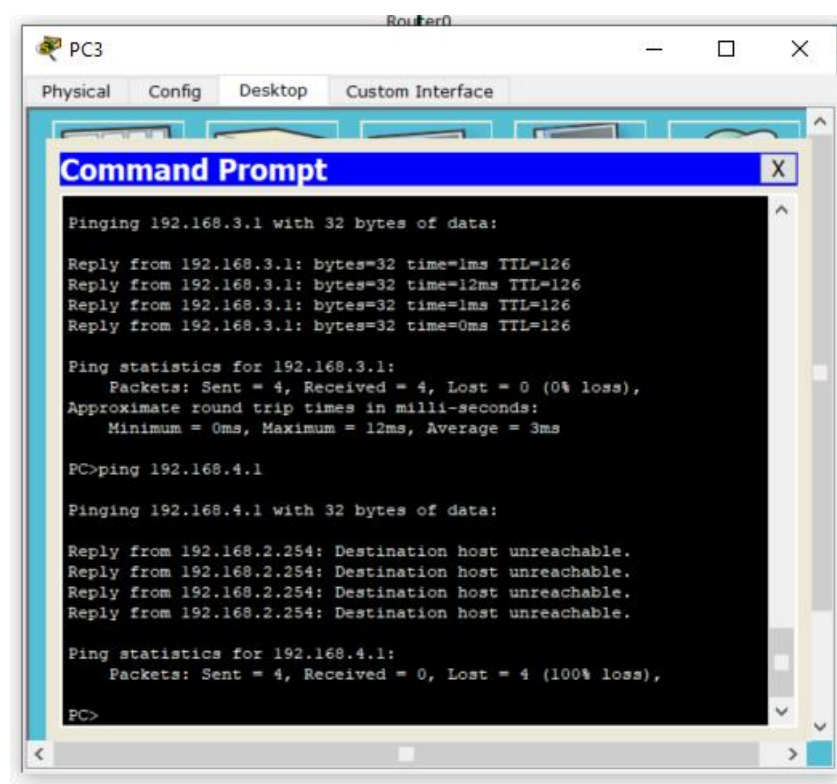 Router0
PC3
Physical Config Desktop Custom Interface
Command Prompt X
Pinging 192.168.3.1 with 32 bytes of data:
Reply from 192.168.3.1: bytes=32 time=1ms TTL=126
Reply from 192.168.3.1: bytes=32 time=12ms TTL=126
Reply from 192.168.3.1: bytes=32 time=1ms TTL=126
Reply from 192.168.3.1: bytes=32 time=0ms TTL=126
Ping statistics for 192.168.3.1:
Packets: Sent = 4, Received = 4, Lost = 0 (0% loss),
Approximate round trip times in milli-seconds:
Minimum = 0ms, Maximum = 12ms, Average = 3ms
PC>ping 192.168.4.1
Pinging 192.168.4.1 with 32 bytes of data:
Reply from 192.168.2.254: Destination host unreachable.
Reply from 192.168.2.254: Destination host unreachable.
Reply from 192.168.2.254: Destination host unreachable.
Reply from 192.168.2.254: Destination host unreachable.
Ping statistics for 192.168.4.1:
Packets: Sent = 4, Received = 0, Lost = 4 (100% loss),
PC>